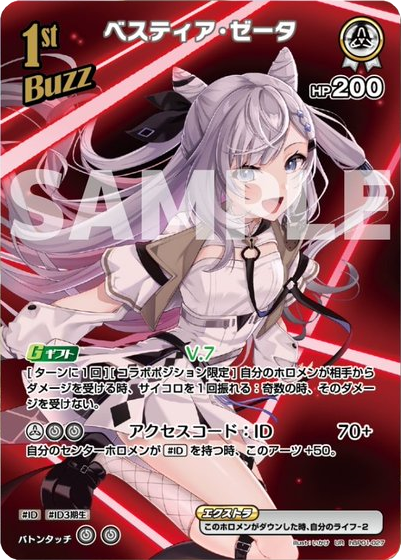 1st
Buzz
ベスティア・ゼータ
HP200
SAMPLE
ギフト
V.7
[ターンに1回][コラボポジション限定]自分のホロメンが相手から
ダメージを受ける時、サイコロを1回振れる：奇数の時、そのダメ
ージを受けない。
アクセスコード：ID 70+
自分のセンターホロメンが #ID を持つ時、このアーツ+50。
エクストラ
このホロメンがダウンした時、自分のライフ-2
#ID #ID3期生
バトンタッチ
illust：いかげ UR hBP01-027